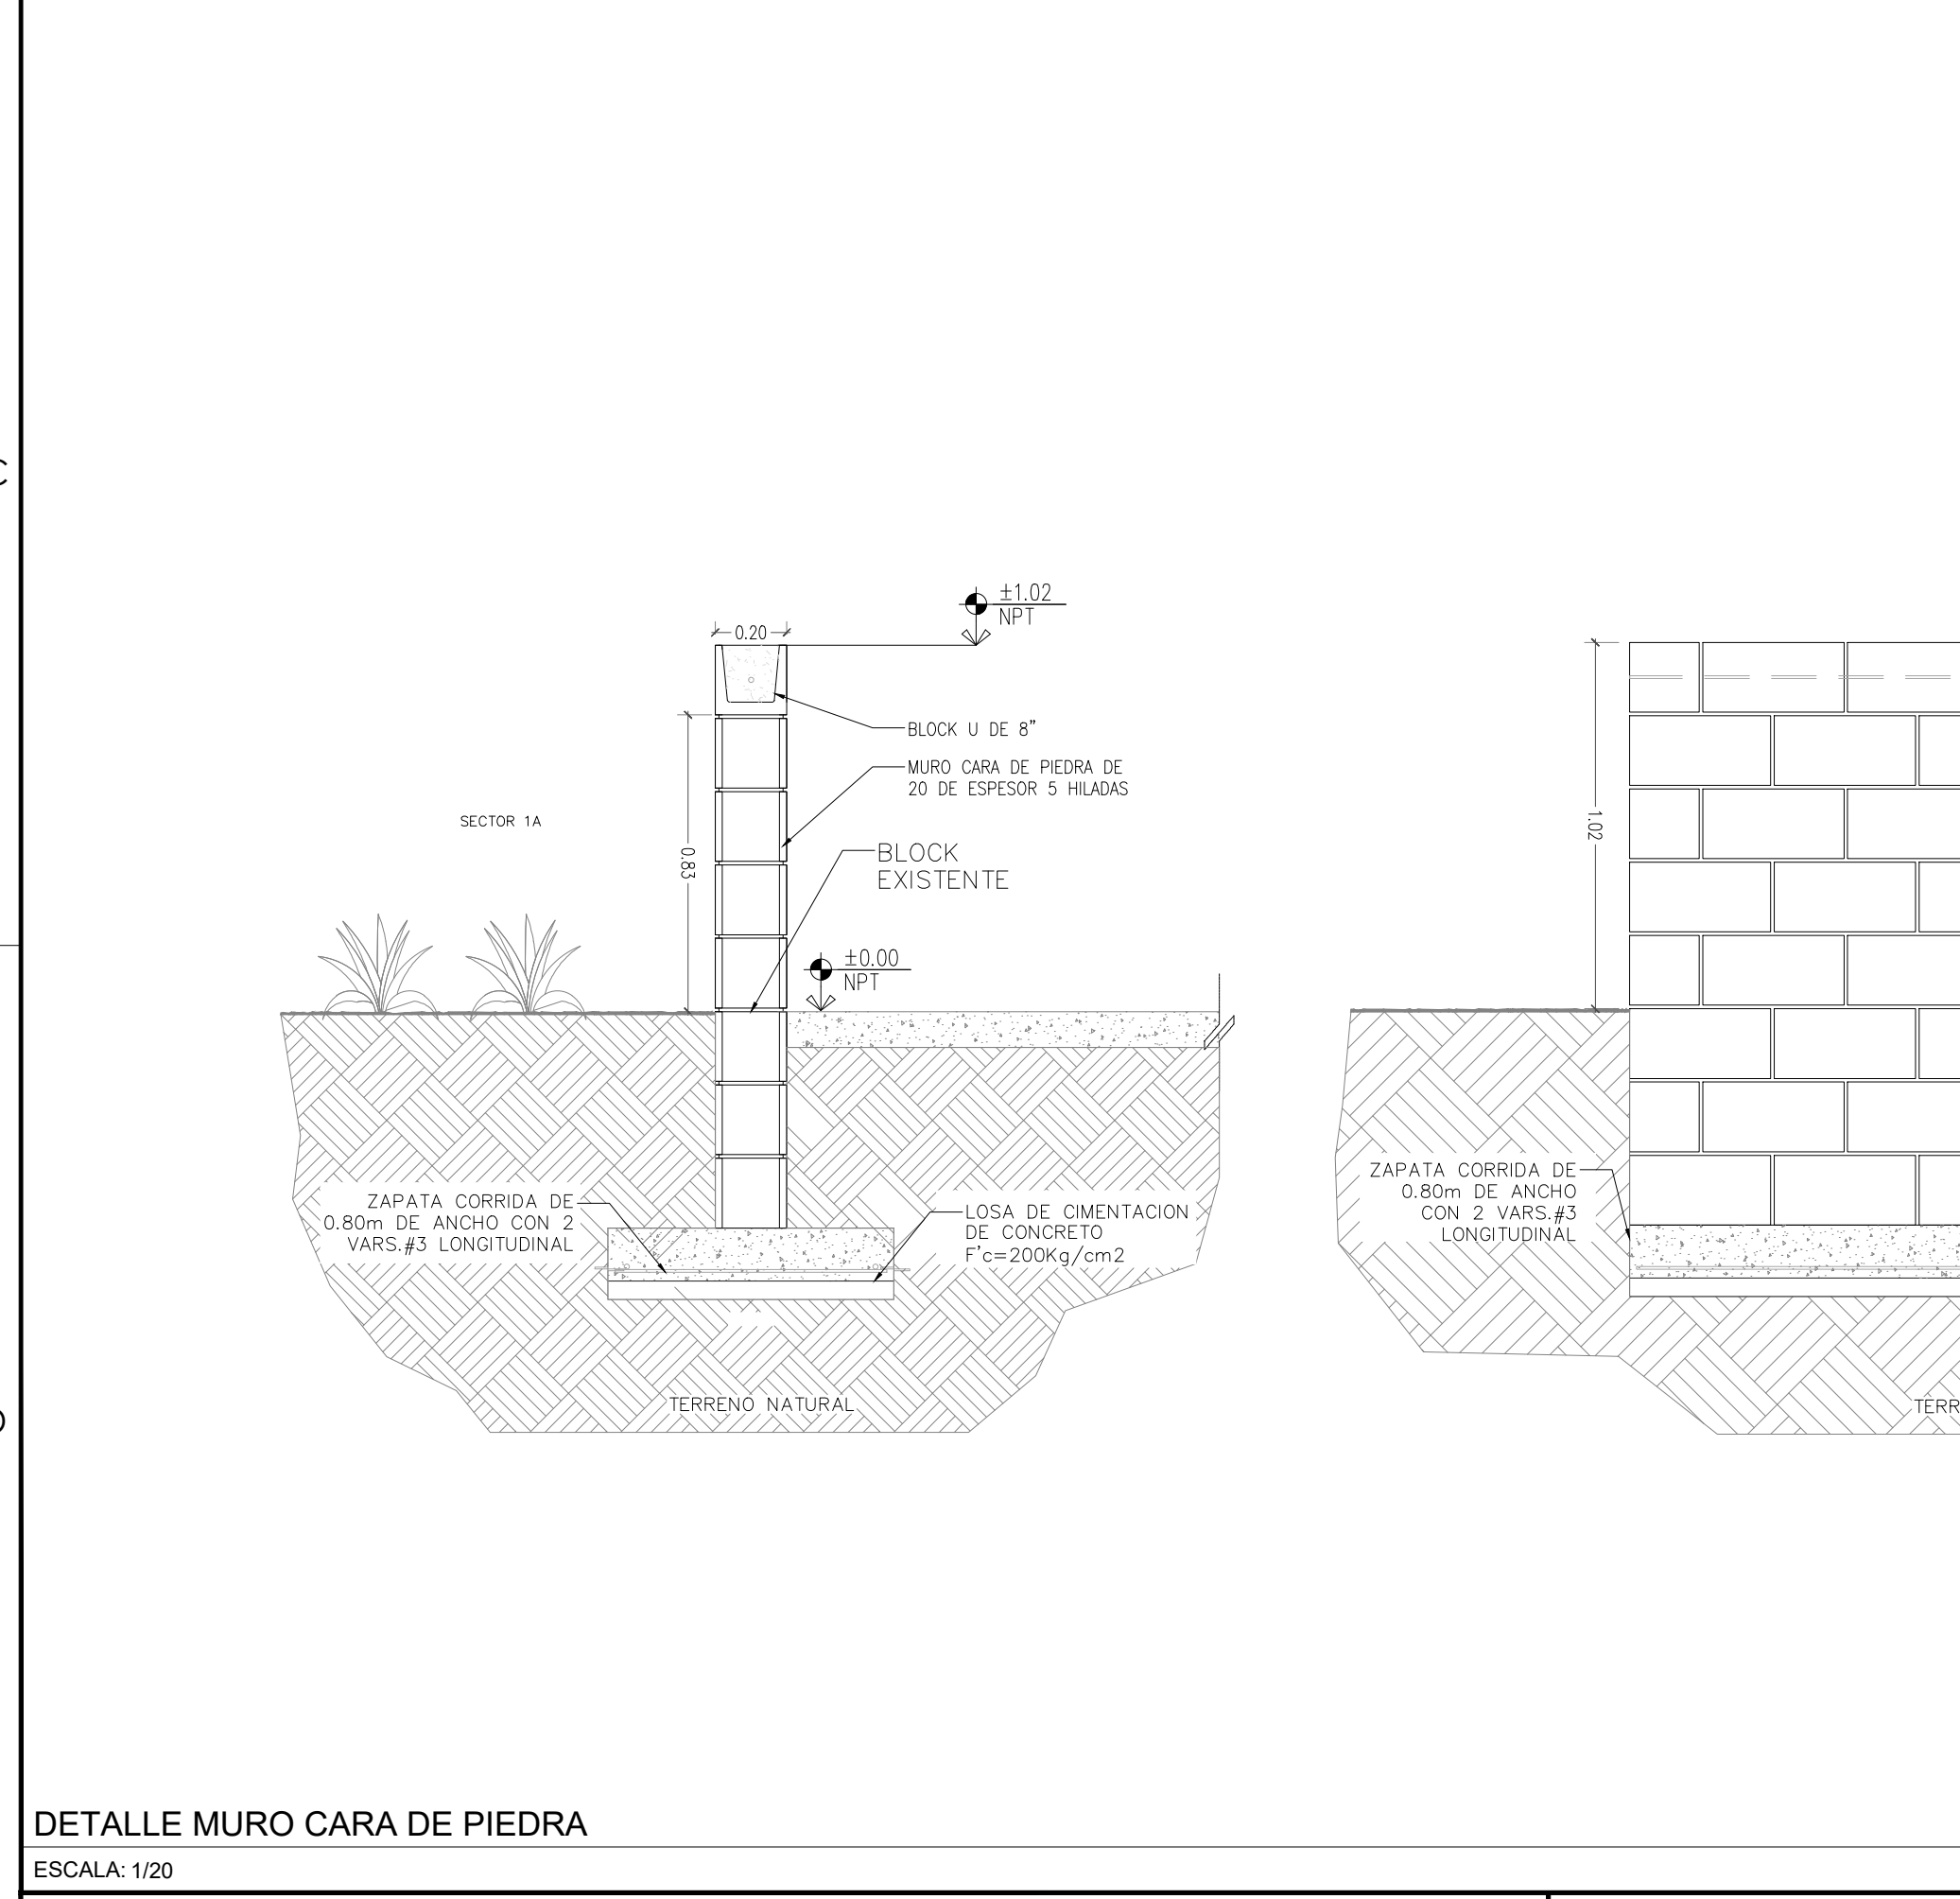 ±1.02
NPT
0.20
BLOCK U DE 8"
MURO CARA DE PIEDRA DE
20 DE ESPESOR 5 HILADAS
SECTOR 1A
0.83
BLOCK
EXISTENTE
±0.00
NPT
ZAPATA CORRIDA DE
0.80m DE ANCHO CON 2
VARS.#3 LONGITUDINAL
LOSA DE CIMENTACION
DE CONCRETO
F'c=200Kg/cm2
TERRENO NATURAL
1.02
ZAPATA CORRIDA DE
0.80m DE ANCHO
CON 2 VARS.#3
LONGITUDINAL
TERR
DETALLE MURO CARA DE PIEDRA
ESCALA: 1/20